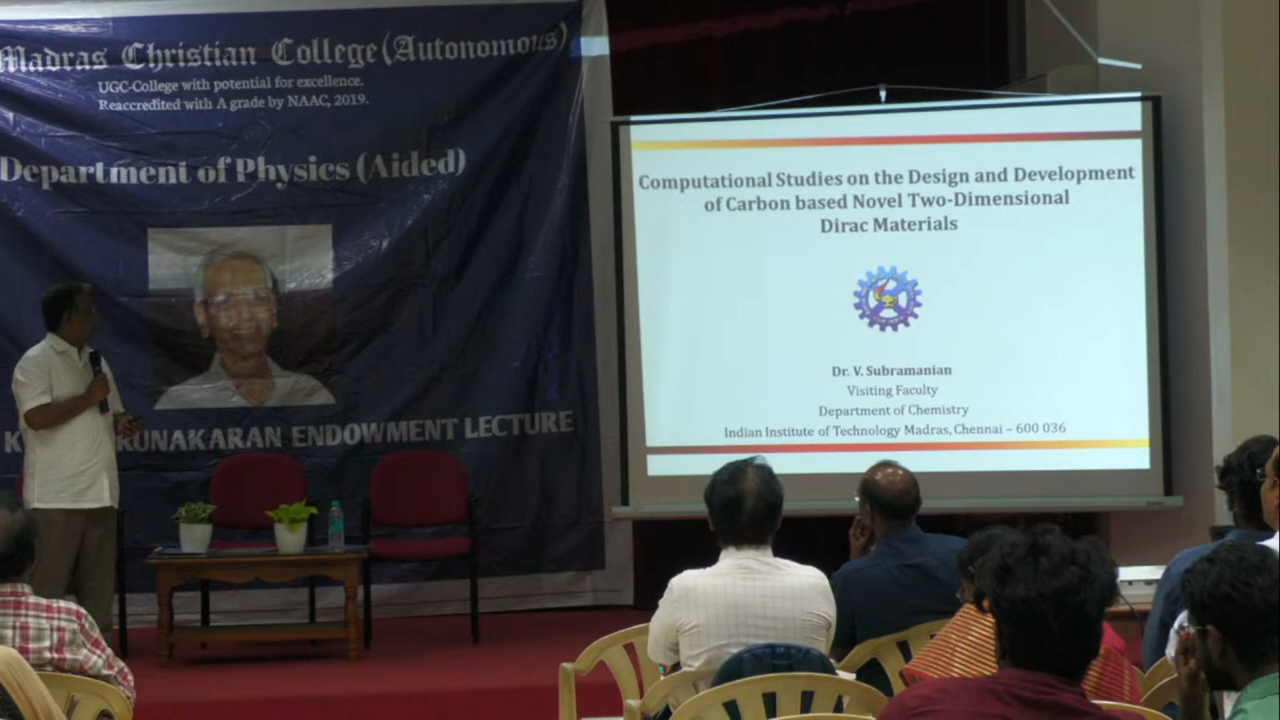 Madras Christian College (Autonomous)
UGC-College with potential for excellence.
Reaccredited with A grade by NAAC, 2019.
Department of Physics (Aided)
ENDOWMENT LECTURE
Computational Studies on the Design and Development
of Carbon based Novel Two-Dimensional
Dirac Materials
Dr. V. Subramanian
Visiting Faculty
Department of Chemistry
Indian Institute of Technology Madras, Chennai – 600 036